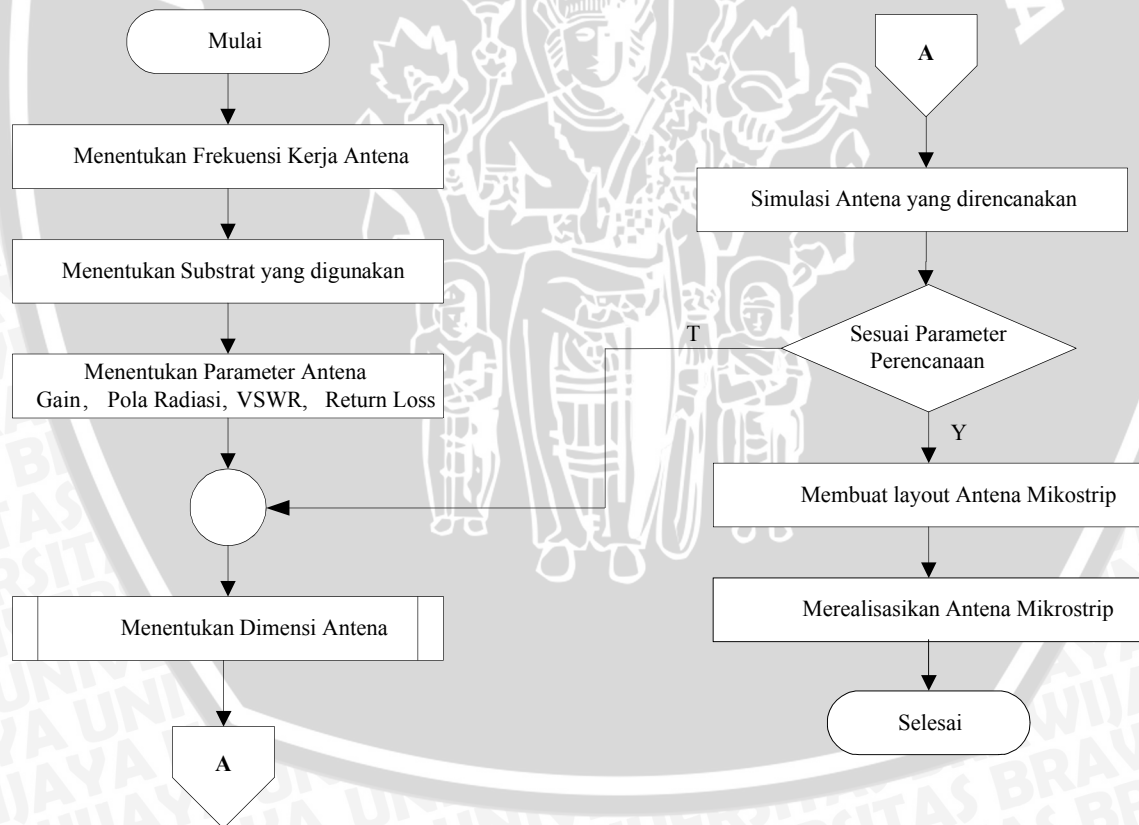 Mulai
Menentukan Frekuensi Kerja Antena
Menentukan Substrat yang digunakan
Menentukan Parameter Antena
Gain, Pola Radiasi, VSWR, Return Loss
Menentukan Dimensi Antena
A
A
Simulasi Antena yang direncanakan
Sesuai Parameter
Perencanaan
T
Y
Membuat layout Antena Mikostrip
Merealisasikan Antena Mikrostrip
Selesai